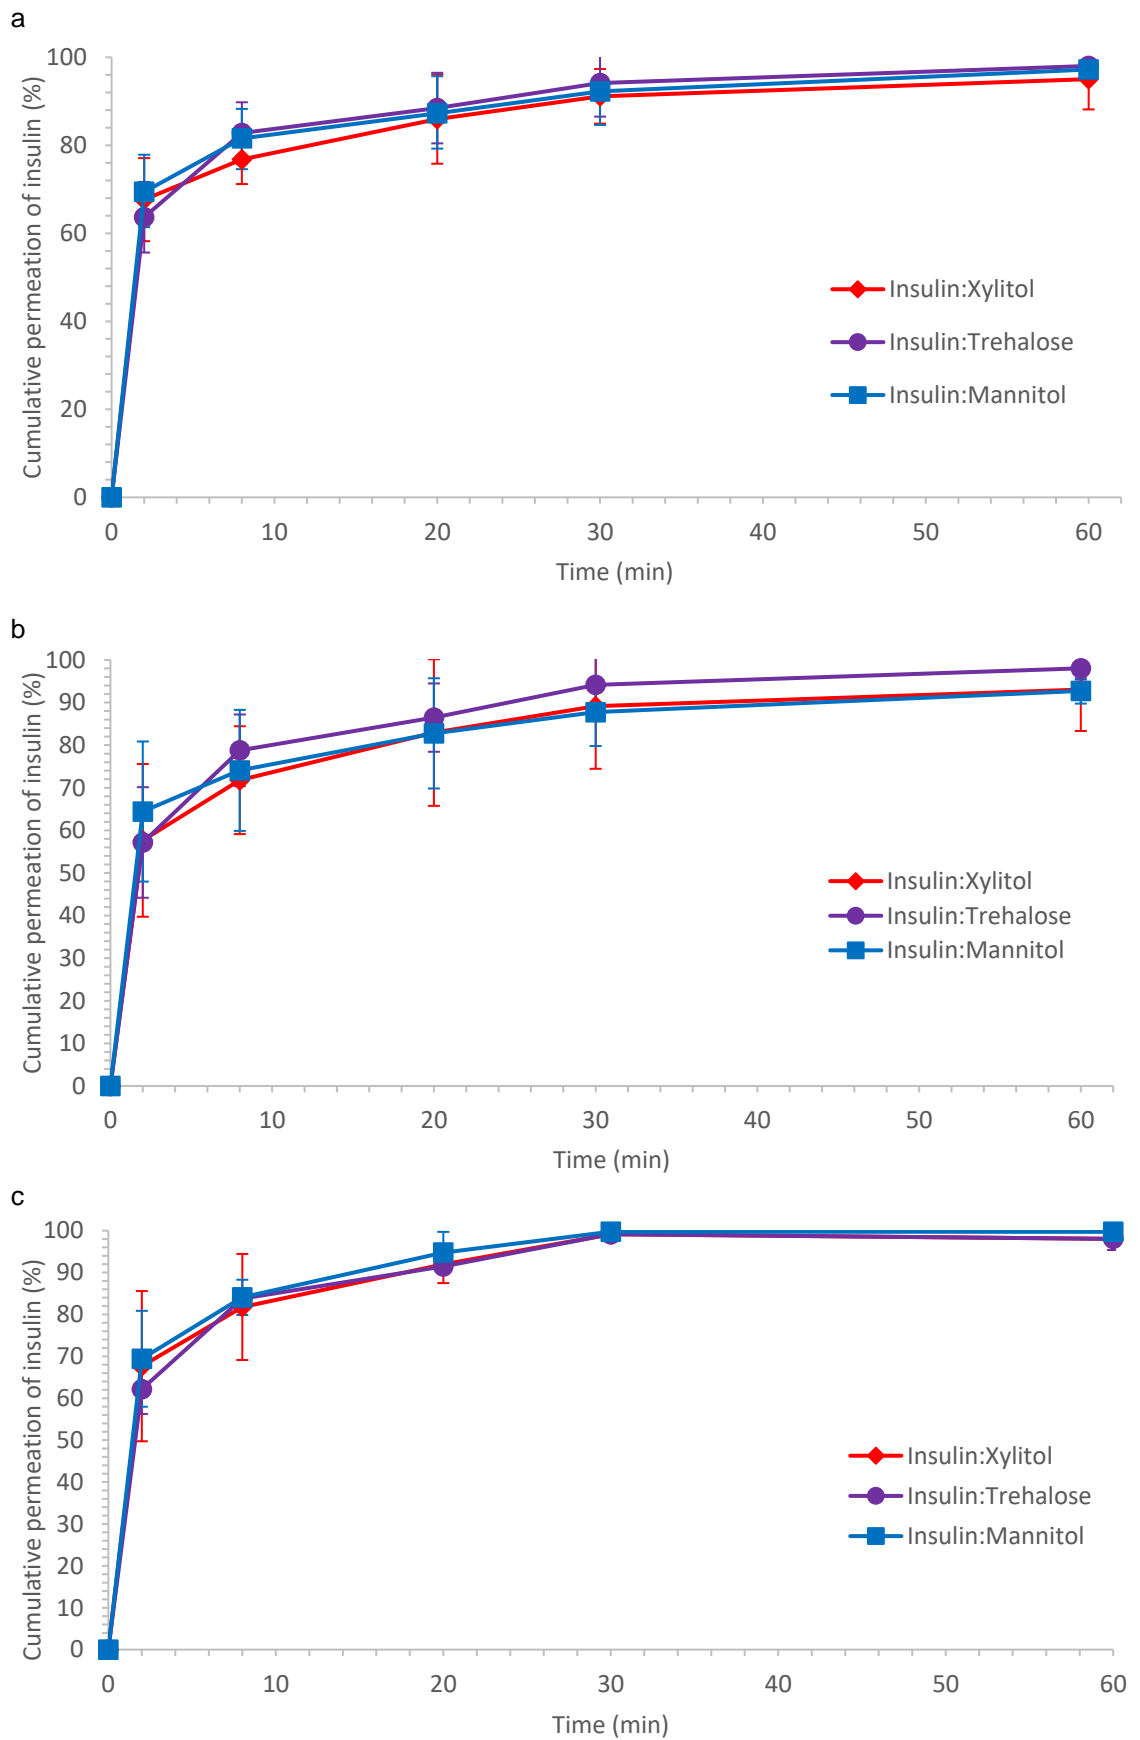 a
Cumulative permeation of insulin (%)
100
80
60
40
20
0
Insulin:Xylitol
Insulin:Trehalose
Insulin:Mannitol
0 10 20 30 40 50 60
Time (min)
b
Cumulative permeation of insulin (%)
100
90
80
70
60
50
40
30
20
10
0
Insulin:Xylitol
Insulin:Trehalose
Insulin:Mannitol
0 10 20 30 40 50 60
Time (min)
c
Cumulative permeation of insulin (%)
100
90
80
70
60
50
40
30
20
10
0
Insulin:Xylitol
Insulin:Trehalose
Insulin:Mannitol
0 10 20 30 40 50 60
Time (min)